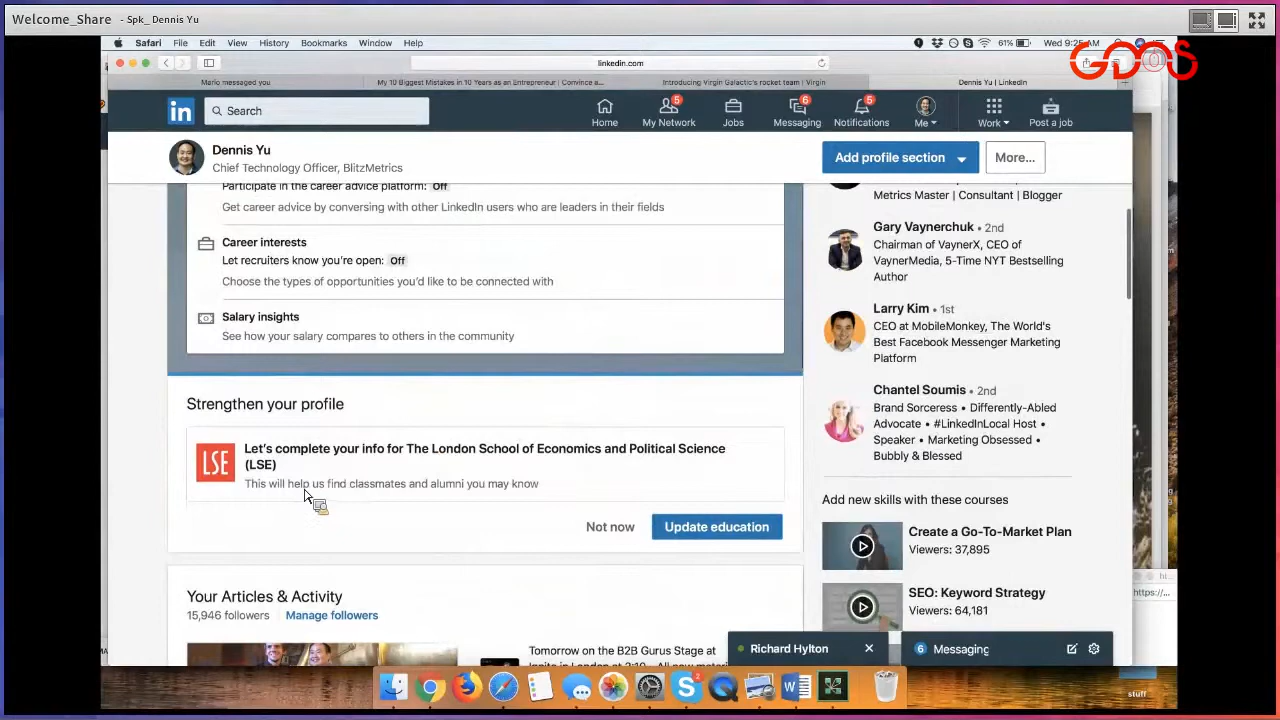 Welcome_Share - Spk_ Dennis Yu
Safari File Edit View History Bookmarks Window Help
61% Wed 9:25 AM
GDOS
linkedin.com
Mario messaged you
My 10 Biggest Mistakes in 10 Years as an Entrepreneur | Convince a...
Introducing Virgin Galactic's rocket team | Virgin
Dennis Yu | LinkedIn
in
Search
Home
My Network
5
Jobs
Messaging
6
Notifications
5
Me
Work
Post a job
Dennis Yu
Chief Technology Officer, BlitzMetrics
Add profile section
More...
Participate in the career advice platform: Off
Get career advice by conversing with other LinkedIn users who are leaders in their fields
Career interests
Let recruiters know you're open: Off
Choose the types of opportunities you'd like to be connected with
Salary insights
See how your salary compares to others in the community
Strengthen your profile
LSE
Let's complete your info for The London School of Economics and Political Science
(LSE)
This will help us find classmates and alumni you may know
Not now
Update education
Your Articles & Activity
15,946 followers
Manage followers
Tomorrow on the B2B Gurus Stage at
Metrics Master | Consultant | Blogger
Gary Vaynerchuk • 2nd
Chairman of VaynerX, CEO of
VaynerMedia, 5-Time NYT Bestselling
Author
Larry Kim • 1st
CEO at MobileMonkey, The World's
Best Facebook Messenger Marketing
Platform
Chantel Soumis • 2nd
Brand Sorceress • Differently-Abled
Advocate • #LinkedInLocal Host •
Speaker • Marketing Obsessed •
Bubbly & Blessed
Add new skills with these courses
Create a Go-To-Market Plan
Viewers: 37,895
SEO: Keyword Strategy
Viewers: 64,181
Richard Hylton
6 Messaging
https://...
2
stuff